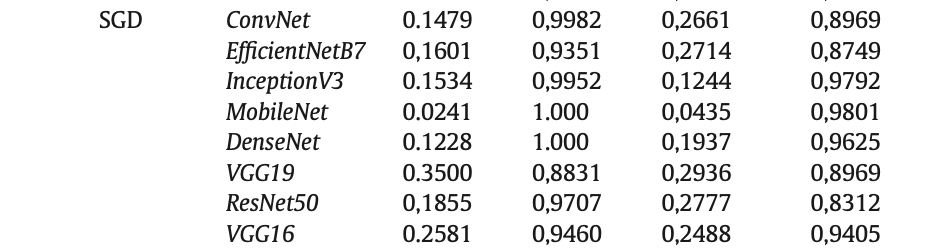 SGD ConvNet 0.1479 0,9982 0,2661 0,8969
EfficientNetB7 0,1601 0,9351 0,2714 0,8749
InceptionV3 0.1534 0,9952 0,1244 0,9792
MobileNet 0.0241 1.000 0,0435 0,9801
DenseNet 0.1228 1.000 0,1937 0,9625
VGG19 0.3500 0,8831 0,2936 0,8969
ResNet50 0,1855 0,9707 0,2777 0,8312
VGG16 0.2581 0,9460 0,2488 0,9405